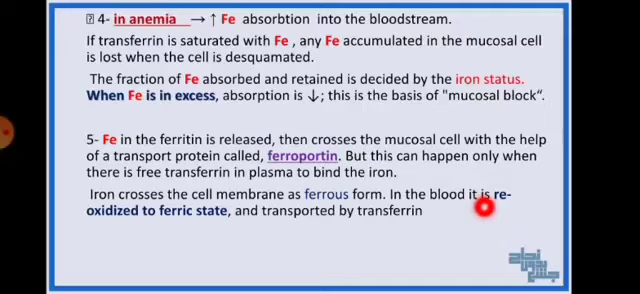 4- in anemia → ↑ Fe absorbtion into the bloodstream.
If transferrin is saturated with Fe , any Fe accumulated in the mucosal cell
is lost when the cell is desquamated.
The fraction of Fe absorbed and retained is decided by the iron status.
When Fe is in excess, absorption is ↓; this is the basis of "mucosal block“.
5- Fe in the ferritin is released, then crosses the mucosal cell with the help
of a transport protein called, ferroportin. But this can happen only when
there is free transferrin in plasma to bind the iron.
Iron crosses the cell membrane as ferrous form. In the blood it is re-
oxidized to ferric state, and transported by transferrin